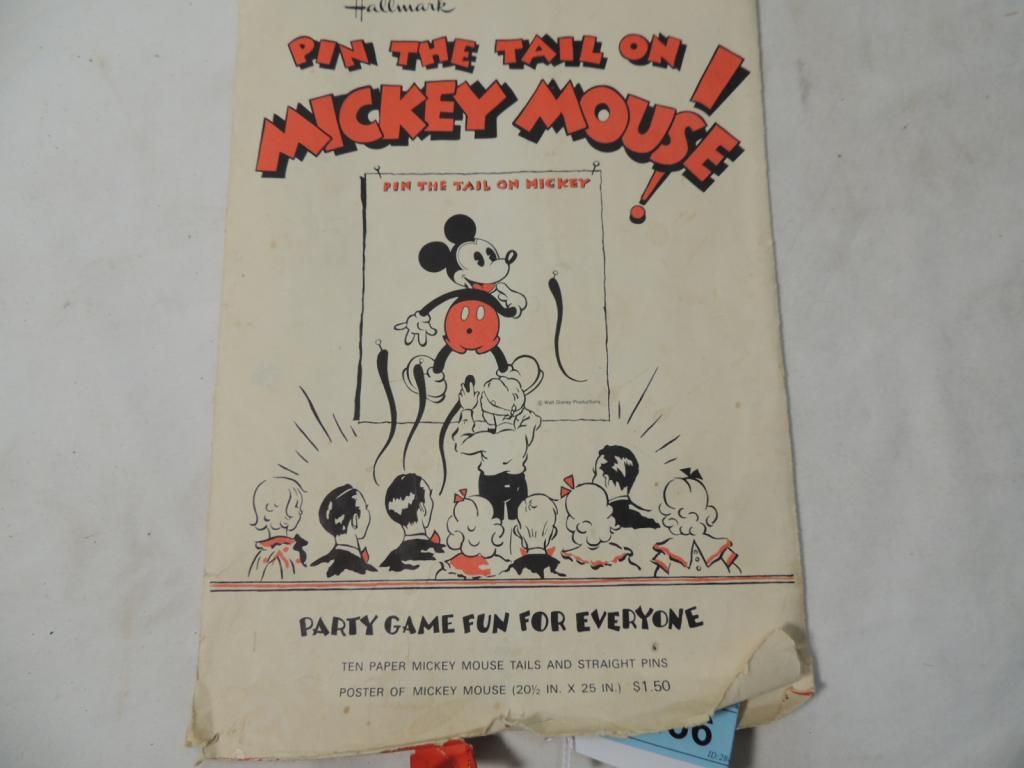 Hallmark
PIN THE TAIL ON
MICKEY MOUSE!
PIN THE TAIL ON MICKEY
© Walt Disney Productions
PARTY GAME FUN FOR EVERYONE
TEN PAPER MICKEY MOUSE TAILS AND STRAIGHT PINS
POSTER OF MICKEY MOUSE (20½ IN. X 25 IN.) $1.50